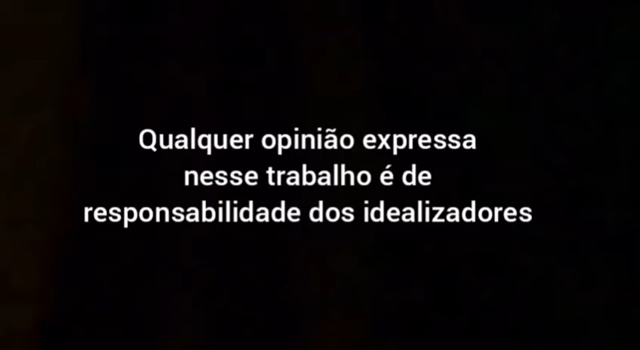 Qualquer opinião expressa
nesse trabalho é de
responsabilidade dos idealizadores